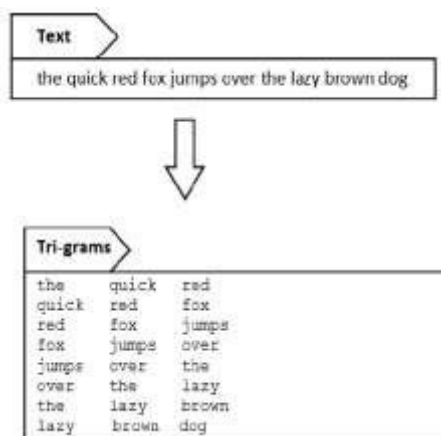 Text
the quick red fox jumps over the lazy brown dog
Tri-grams
the quick red
quick red fox
red fox jumps
fox jumps over
jumps over the
over the lazy
the lazy brown
lazy brown dog